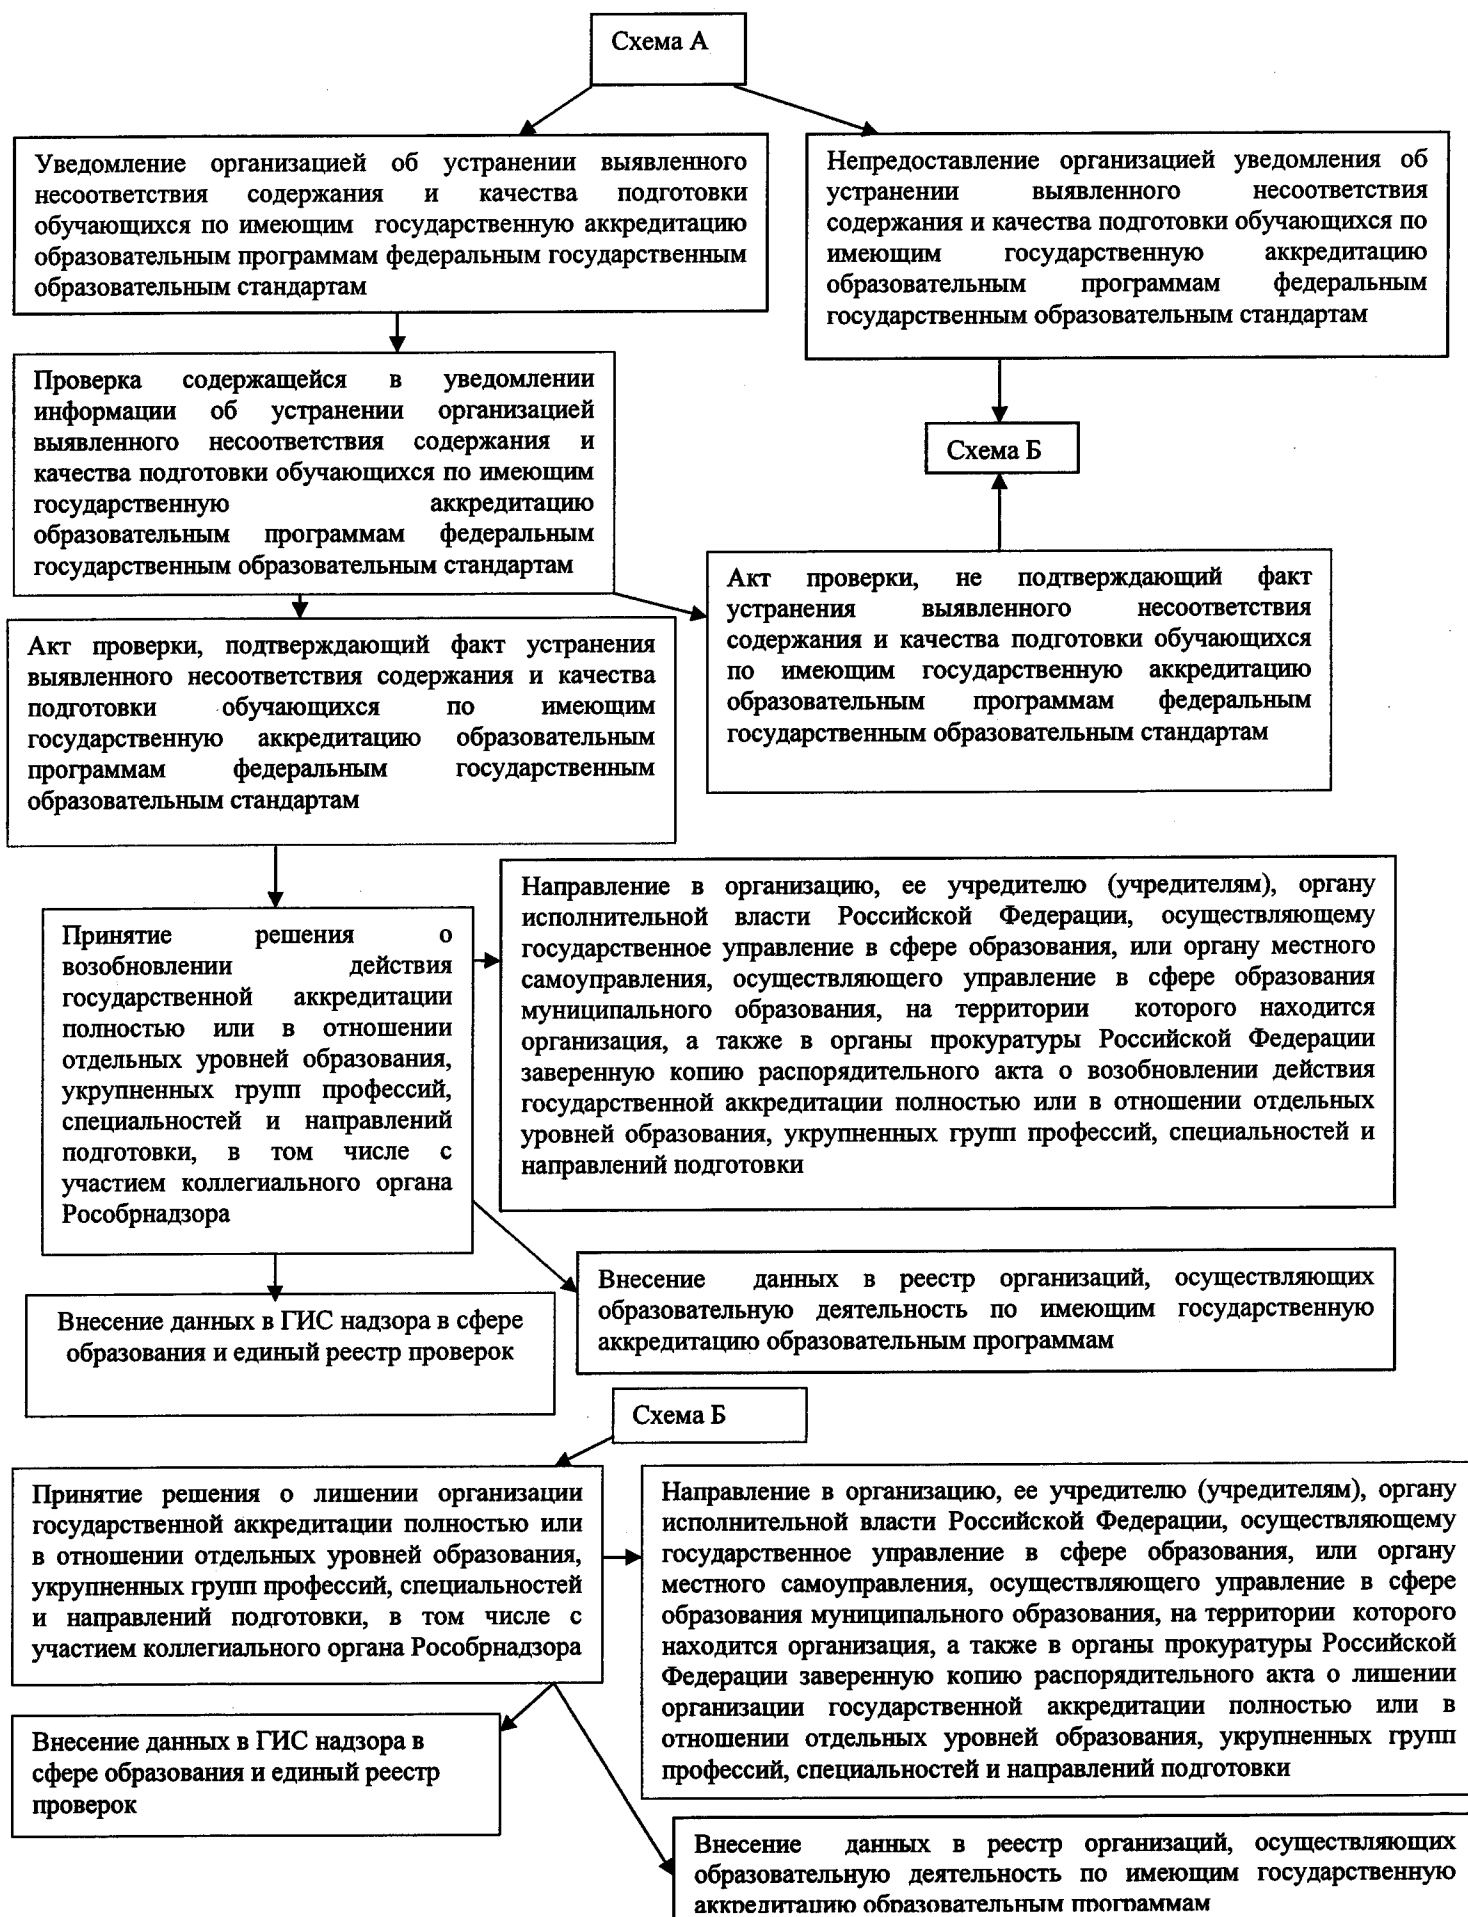 Схема А
Уведомление организацией об устранении выявленного
несоответствия содержания и качества подготовки
обучающихся по имеющим государственную аккредитацию
образовательным программам федеральным государственным
образовательным стандартам
Непредоставление организацией уведомления об
устранении выявленного несоответствия
содержания и качества подготовки обучающихся по
имеющим государственную аккредитацию
образовательным программам федеральным
государственным образовательным стандартам
Проверка содержащейся в уведомлении
информации об устранении организацией
выявленного несоответствия содержания и
качества подготовки обучающихся по имеющим
государственную аккредитацию
образовательным программам федеральным
государственным образовательным стандартам
Схема Б
Акт проверки, не подтверждающий факт
устранения выявленного несоответствия
содержания и качества подготовки обучающихся
по имеющим государственную аккредитацию
образовательным программам федеральным
государственным образовательным стандартам
Акт проверки, подтверждающий факт устранения
выявленного несоответствия содержания и качества
подготовки обучающихся по имеющим
государственную аккредитацию образовательным
программам федеральным государственным
образовательным стандартам
Принятие решения о
возобновлении действия
государственной аккредитации
полностью или в отношении
отдельных уровней образования,
укрупненных групп профессий,
специальностей и направлений
подготовки, в том числе с
участием коллегиального органа
Рособрнадзора
Направление в организацию, ее учредителю (учредителям), органу
исполнительной власти Российской Федерации, осуществляющему
государственное управление в сфере образования, или органу местного
самоуправления, осуществляющего управление в сфере образования
муниципального образования, на территории которого находится
организация, а также в органы прокуратуры Российской Федерации
заверенную копию распорядительного акта о возобновлении действия
государственной аккредитации полностью или в отношении отдельных
уровней образования, укрупненных групп профессий, специальностей и
направлений подготовки
Внесение данных в реестр организаций, осуществляющих
образовательную деятельность по имеющим государственную
аккредитацию образовательным программам
Внесение данных в ГИС надзора в сфере
образования и единый реестр проверок
Схема Б
Принятие решения о лишении организации
государственной аккредитации полностью или
в отношении отдельных уровней образования,
укрупненных групп профессий, специальностей
и направлений подготовки, в том числе с
участием коллегиального органа Рособрнадзора
Направление в организацию, ее учредителю (учредителям), органу
исполнительной власти Российской Федерации, осуществляющему
государственное управление в сфере образования, или органу
местного самоуправления, осуществляющего управление в сфере
образования муниципального образования, на территории которого
находится организация, а также в органы прокуратуры Российской
Федерации заверенную копию распорядительного акта о лишении
организации государственной аккредитации полностью или в
отношении отдельных уровней образования, укрупненных групп
профессий, специальностей и направлений подготовки
Внесение данных в ГИС надзора в
сфере образования и единый реестр
проверок
Внесение данных в реестр организаций, осуществляющих
образовательную деятельность по имеющим государственную
аккредитацию образовательным программам